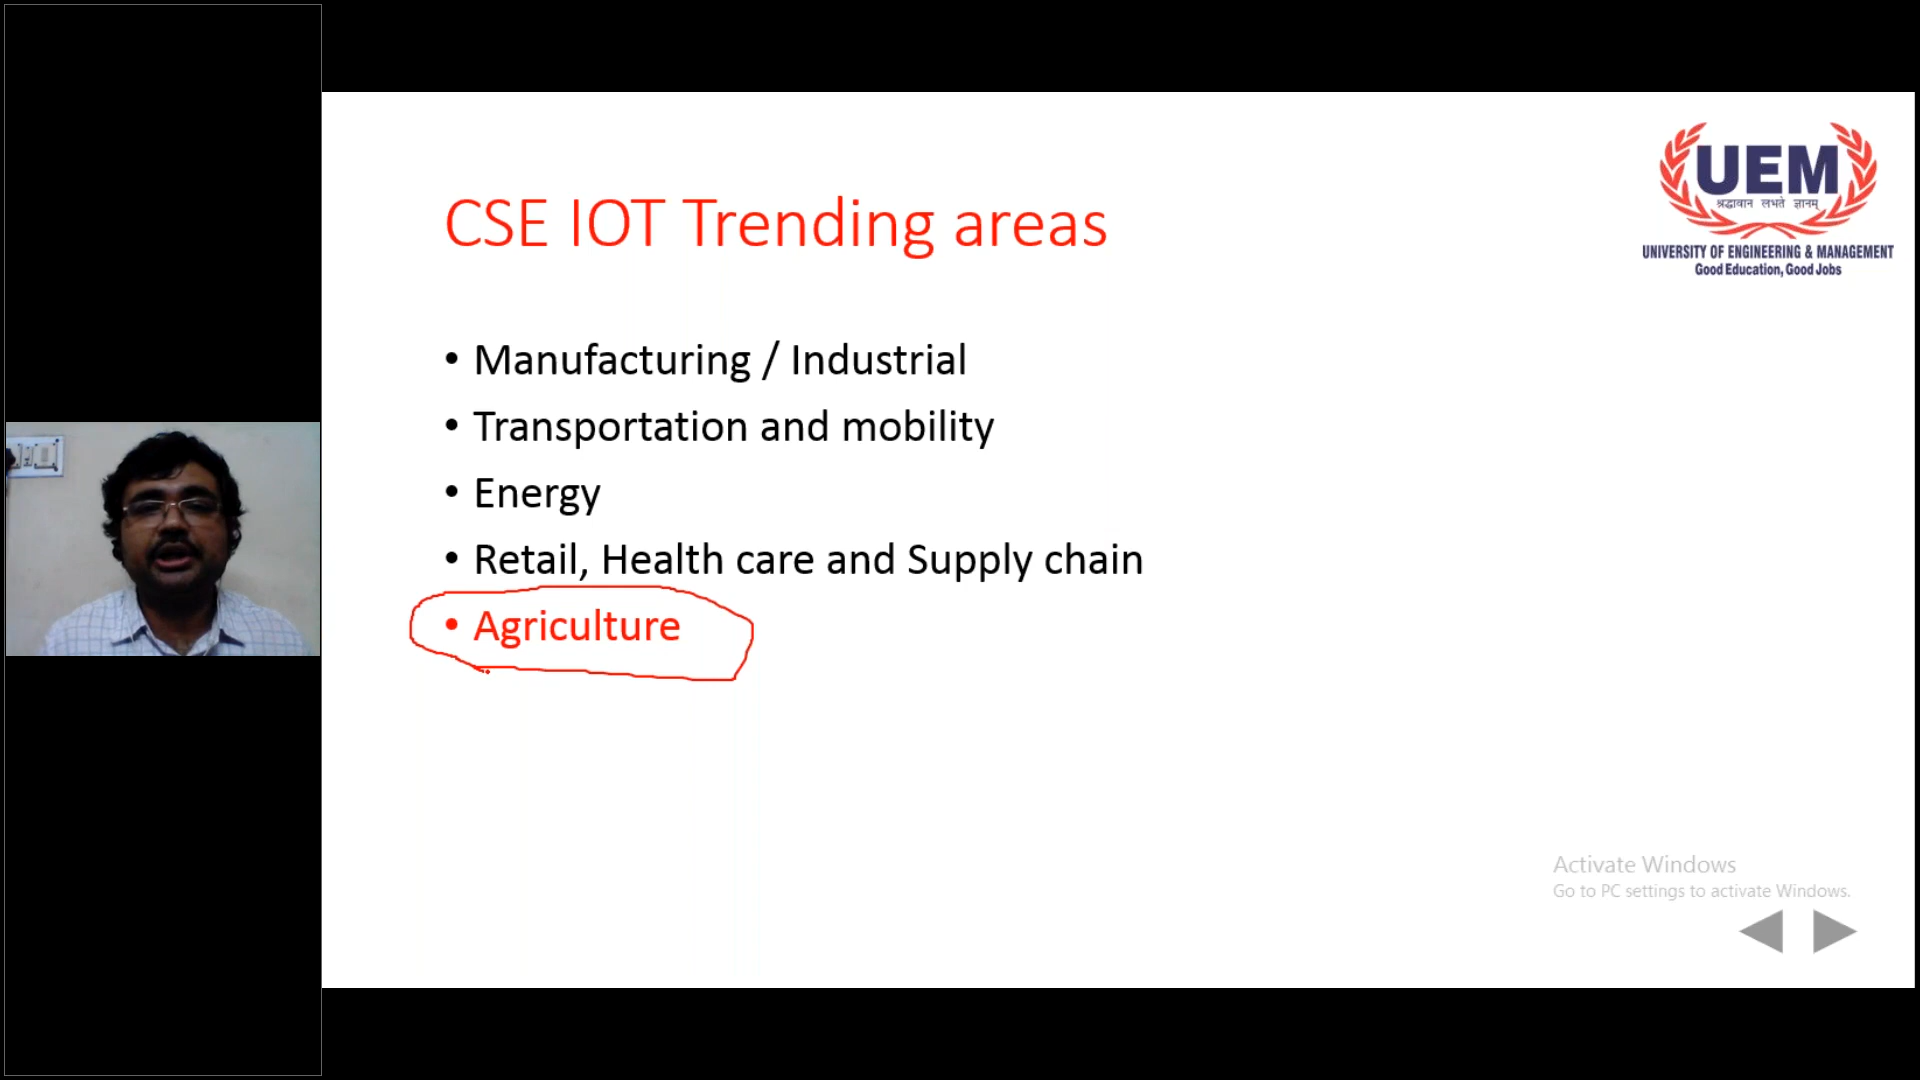 UEM
श्रद्धावान लभते ज्ञानम्
UNIVERSITY OF ENGINEERING & MANAGEMENT
Good Education, Good Jobs
CSE IOT Trending areas
• Manufacturing / Industrial
• Transportation and mobility
• Energy
• Retail, Health care and Supply chain
• Agriculture
Activate Windows
Go to PC settings to activate Windows.